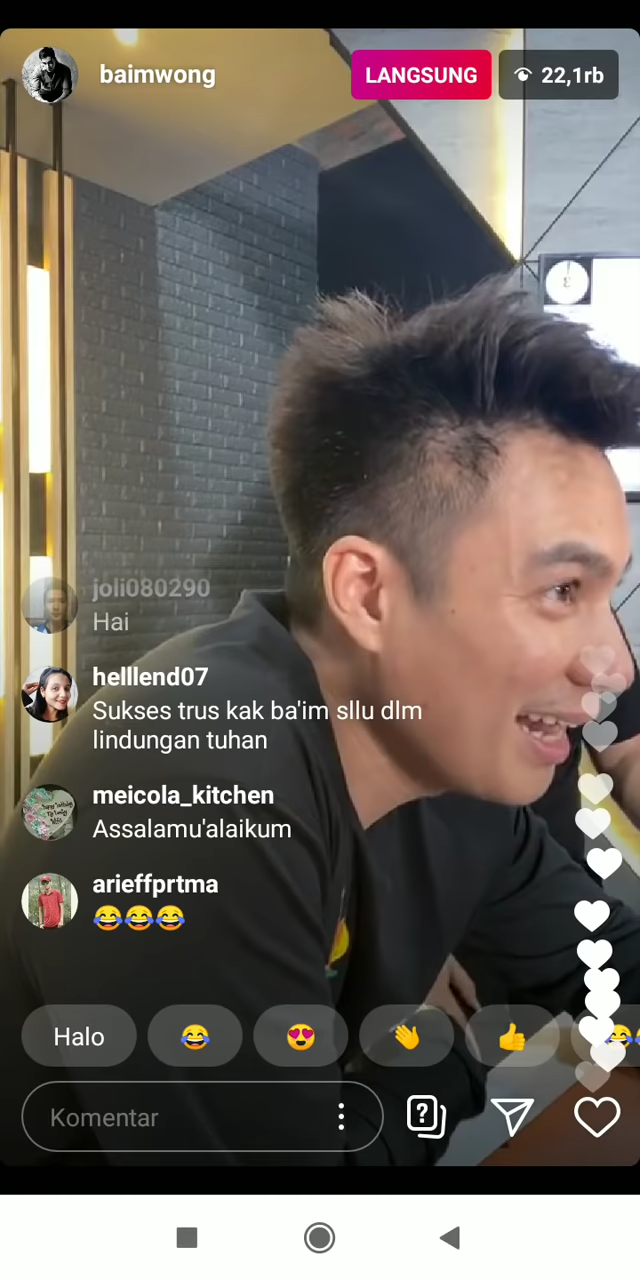 baimwong
LANGSUNG
22,1rb
joli080290
Hai
helllend07
Sukses trus kak ba'im sllu dlm
lindungan tuhan
meicola_kitchen
Assalamu'alaikum
arieffprtma
😂😂😂
Halo 😂 😍 👋 👍 😂
Komentar